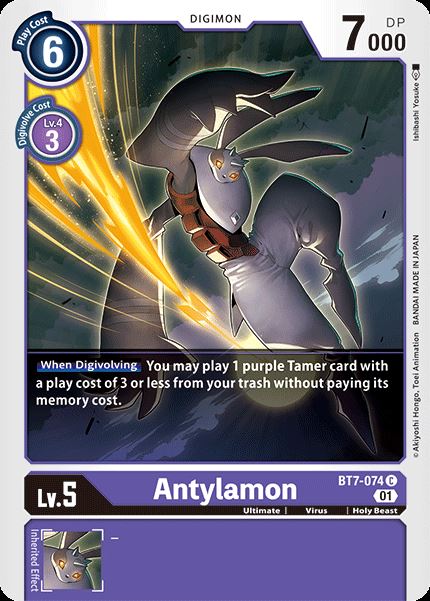 Play Cost
6
DIGIMON
DP
7000
Digivolve Cost
Lv.4
3
Ishibashi Yosuke
© Akiyoshi Hongo, Toei Animation BANDAI MADE IN JAPAN
When Digivolving You may play 1 purple Tamer card with
a play cost of 3 or less from your trash without paying its
memory cost.
Lv.5
Antylamon
BT7-074 C
01
Ultimate | Virus | Holy Beast
Inherited Effect
–